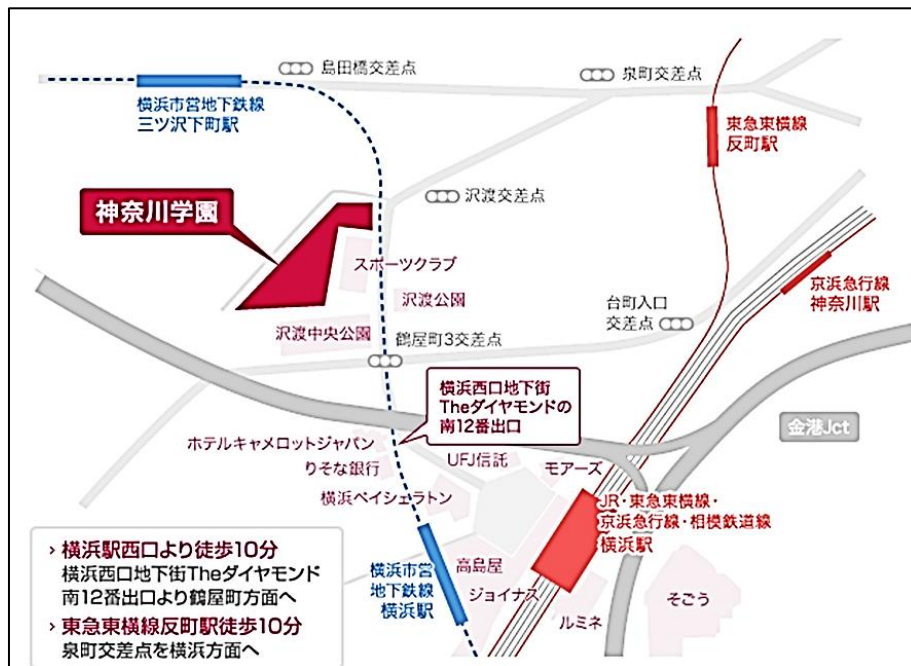 島田橋交差点
泉町交差点
横浜市営地下鉄線
三ツ沢下町駅
東急東横線
反町駅
沢渡交差点
神奈川学園
スポーツクラブ
沢渡公園
京浜急行線
神奈川駅
台町入口
交差点
沢渡中央公園
鶴屋町3交差点
横浜西口地下街
Theダイヤモンドの
南12番出口
金港Jct
ホテルキャメロットジャパン
りそな銀行
UFJ信託
モアーズ
横浜ベイシェラトン
JR・東急東横線・
京浜急行線・相模鉄道線
横浜駅
横浜市営
地下鉄線
横浜駅
高島屋
ジョイナス
ルミネ
そごう
› 横浜駅西口より徒歩10分
横浜西口地下街Theダイヤモンド
南12番出口より鶴屋町方面へ
› 東急東横線反町駅徒歩10分
泉町交差点を横浜方面へ